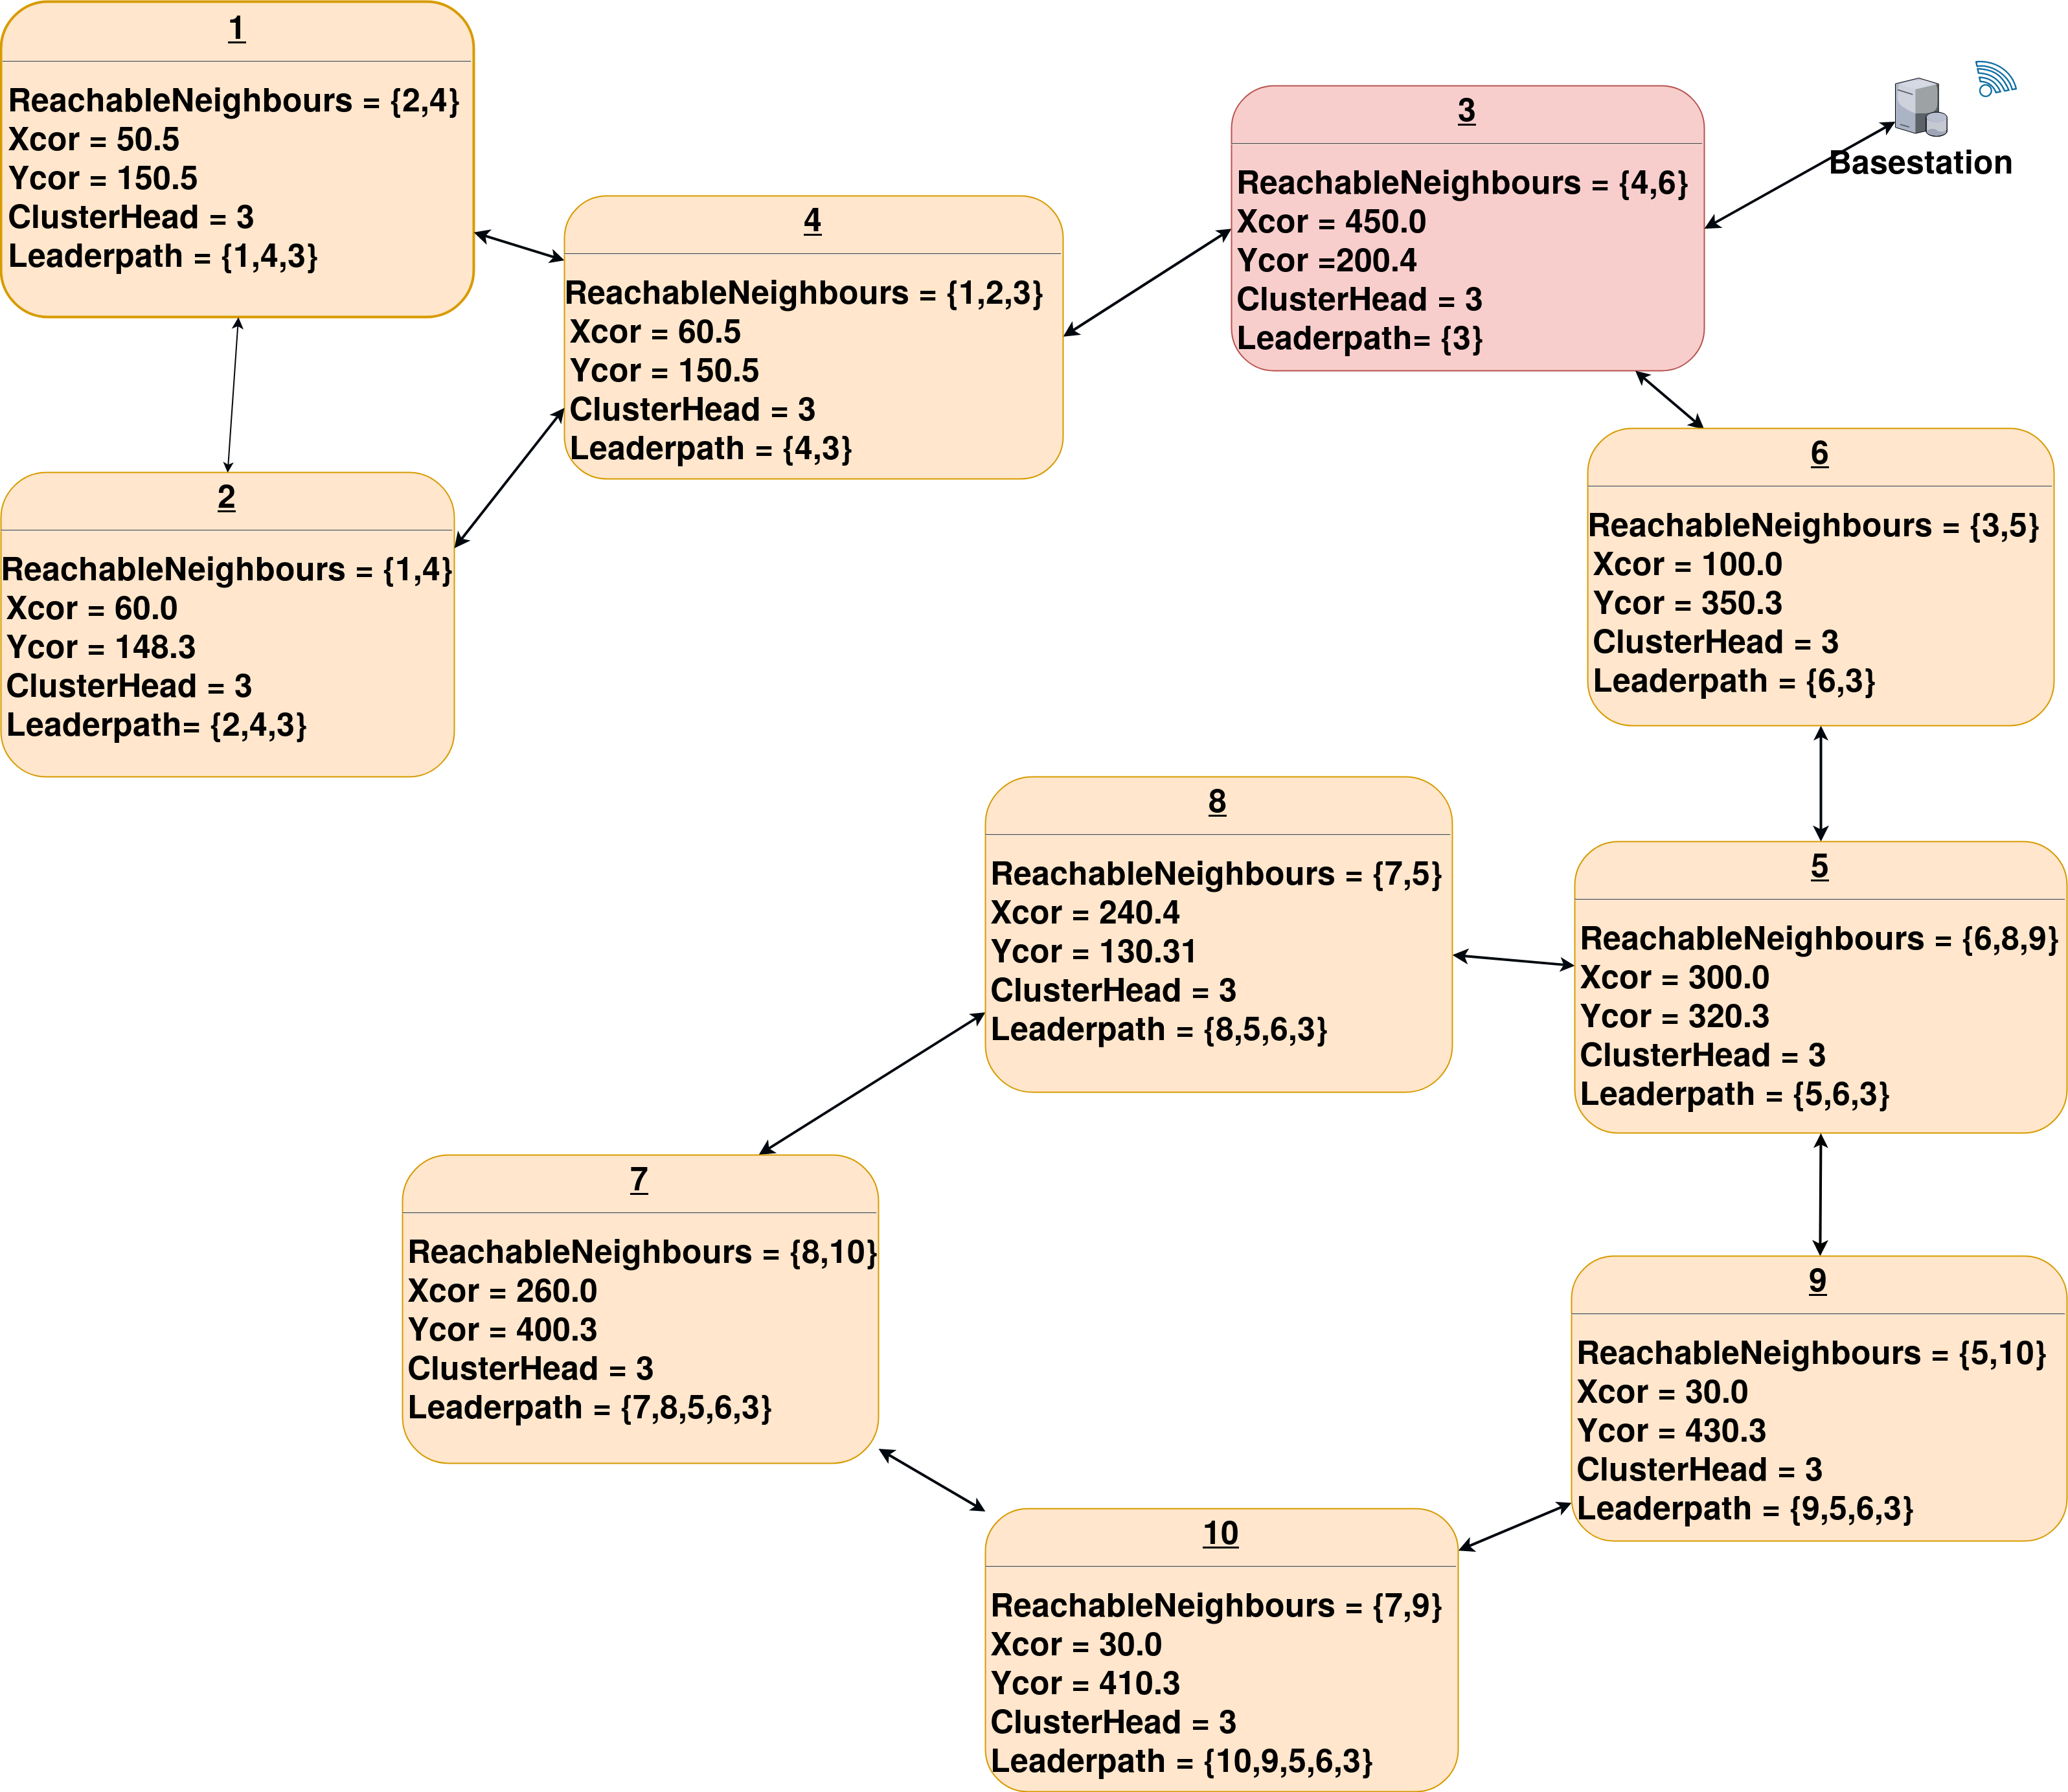 1
ReachableNeighbours = {2,4}
Xcor = 50.5
Ycor = 150.5
ClusterHead = 3
Leaderpath = {1,4,3}
Basestation
3
ReachableNeighbours = {4,6}
Xcor = 450.0
Ycor =200.4
ClusterHead = 3
Leaderpath= {3}
4
ReachableNeighbours = {1,2,3}
Xcor = 60.5
Ycor = 150.5
ClusterHead = 3
Leaderpath = {4,3}
2
ReachableNeighbours = {1,4}
Xcor = 60.0
Ycor = 148.3
ClusterHead = 3
Leaderpath= {2,4,3}
6
ReachableNeighbours = {3,5}
Xcor = 100.0
Ycor = 350.3
ClusterHead = 3
Leaderpath = {6,3}
8
ReachableNeighbours = {7,5}
Xcor = 240.4
Ycor = 130.31
ClusterHead = 3
Leaderpath = {8,5,6,3}
5
ReachableNeighbours = {6,8,9}
Xcor = 300.0
Ycor = 320.3
ClusterHead = 3
Leaderpath = {5,6,3}
7
ReachableNeighbours = {8,10}
Xcor = 260.0
Ycor = 400.3
ClusterHead = 3
Leaderpath = {7,8,5,6,3}
9
ReachableNeighbours = {5,10}
Xcor = 30.0
Ycor = 430.3
ClusterHead = 3
Leaderpath = {9,5,6,3}
10
ReachableNeighbours = {7,9}
Xcor = 30.0
Ycor = 410.3
ClusterHead = 3
Leaderpath = {10,9,5,6,3}